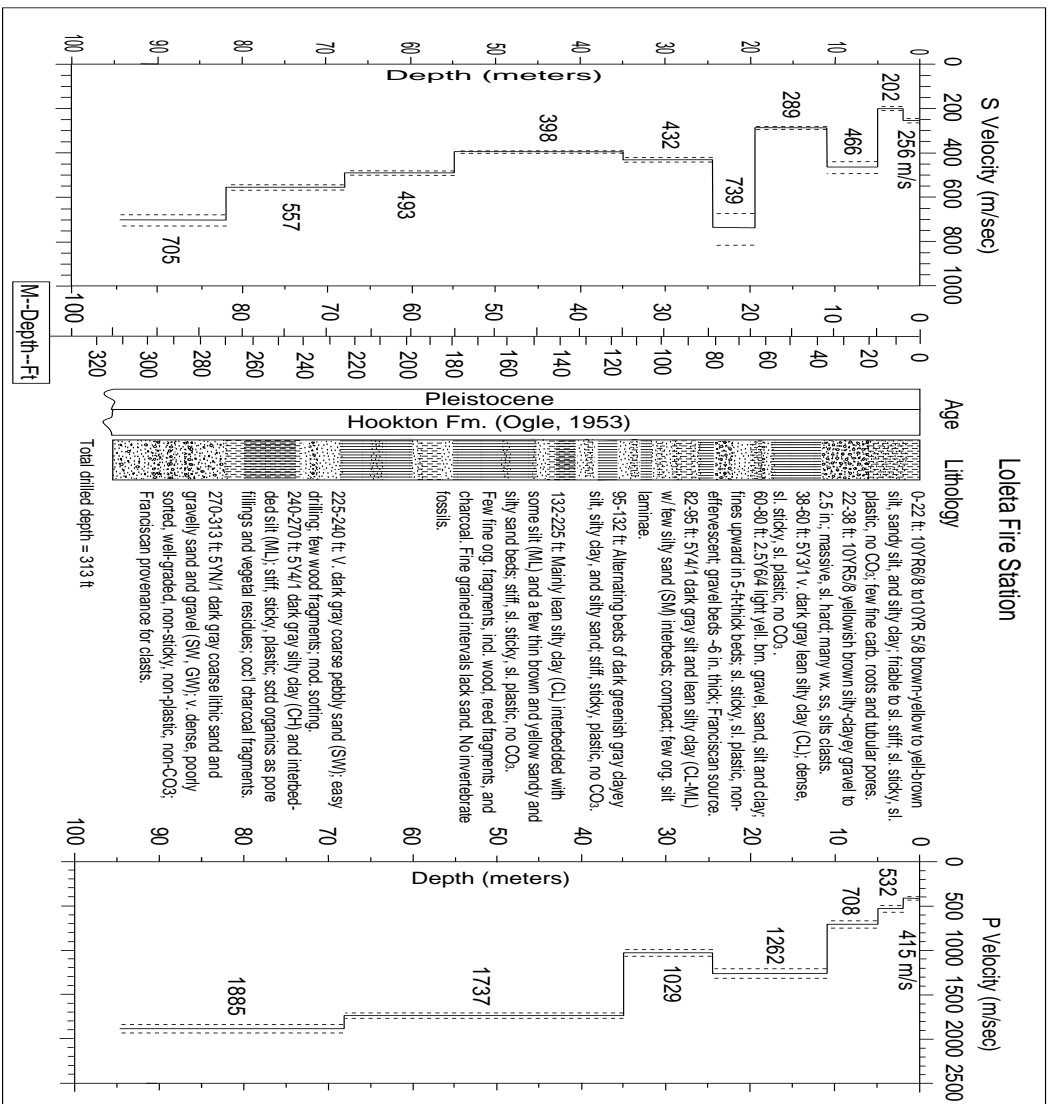 Loleta Fire Station
S Velocity (m/sec)
0 200 400 600 800 1000
0
10
20
30
40
50
60
70
80
90
100
Depth (meters)
256 m/s
202
466
289
739
432
398
493
557
705
0
10
20
30
40
50
60
70
80
90
100
0
20
40
60
80
100
120
140
160
180
200
220
240
260
280
300
320
M--Depth--Ft
Age
Pleistocene
Hookton Fm. (Ogle, 1953)
Lithology
0-22 ft: 10YR6/8 to10YR 5/8 brown-yellow to yell-brown
silt, sandy silt, and silty clay; friable to sl. stiff; sl. sticky, sl.
plastic, no CO₃; few fine carb. roots and tubular pores.
22-38 ft: 10YR5/8 yellowish brown silty-clayey gravel to
2.5 in.; massive, sl. hard; many wx. ss, slts clasts.
38-60 ft: 5Y3/1 v. dark gray lean silty clay (CL); dense,
sl. sticky, sl. plastic, no CO₃.
60-80 ft: 2.5Y6/4 light yell. brn. gravel, sand, silt and clay;
fines upward in 5-ft-thick beds; sl. sticky, sl. plastic, non-
effervescent; gravel beds ~6 in. thick; Franciscan source.
82-95 ft: 5Y4/1 dark gray silt and lean silty clay (CL-ML)
w/ few silty sand (SM) interbeds; compact; few org. silt
laminae.
95-132 ft: Alternating beds of dark greenish gray clayey
silt, silty clay, and silty sand; stiff, sticky, plastic, no CO₃.
132-225 ft: Mainly lean silty clay (CL) interbedded with
some silt (ML) and a few thin brown and yellow sandy and
silty sand beds; stiff, sl. sticky, sl. plastic, no CO₃.
Few fine org. fragments, incl. wood, reed fragments, and
charcoal. Fine grained intervals lack sand. No invertebrate
fossils.
225-240 ft: V. dark gray coarse pebbly sand (SW); easy
drilling; few wood fragments; mod. sorting.
240-270 ft: 5Y4/1 dark gray silty clay (CH) and interbed-
ded silt (ML); stiff, sticky, plastic; sctd organics as pore
fillings and vegetal residues; occ'l charcoal fragments.
270-313 ft: 5YN/1 dark gray coarse lithic sand and
gravelly sand and gravel (SW, GW); v. dense, poorly
sorted, well-graded, non-sticky, non-plastic, non-CO3;
Franciscan provenance for clasts.
Total drilled depth = 313 ft
P Velocity (m/sec)
0 500 1000 1500 2000 2500
0
10
20
30
40
50
60
70
80
90
100
Depth (meters)
415 m/s
532
708
1262
1029
1737
1885